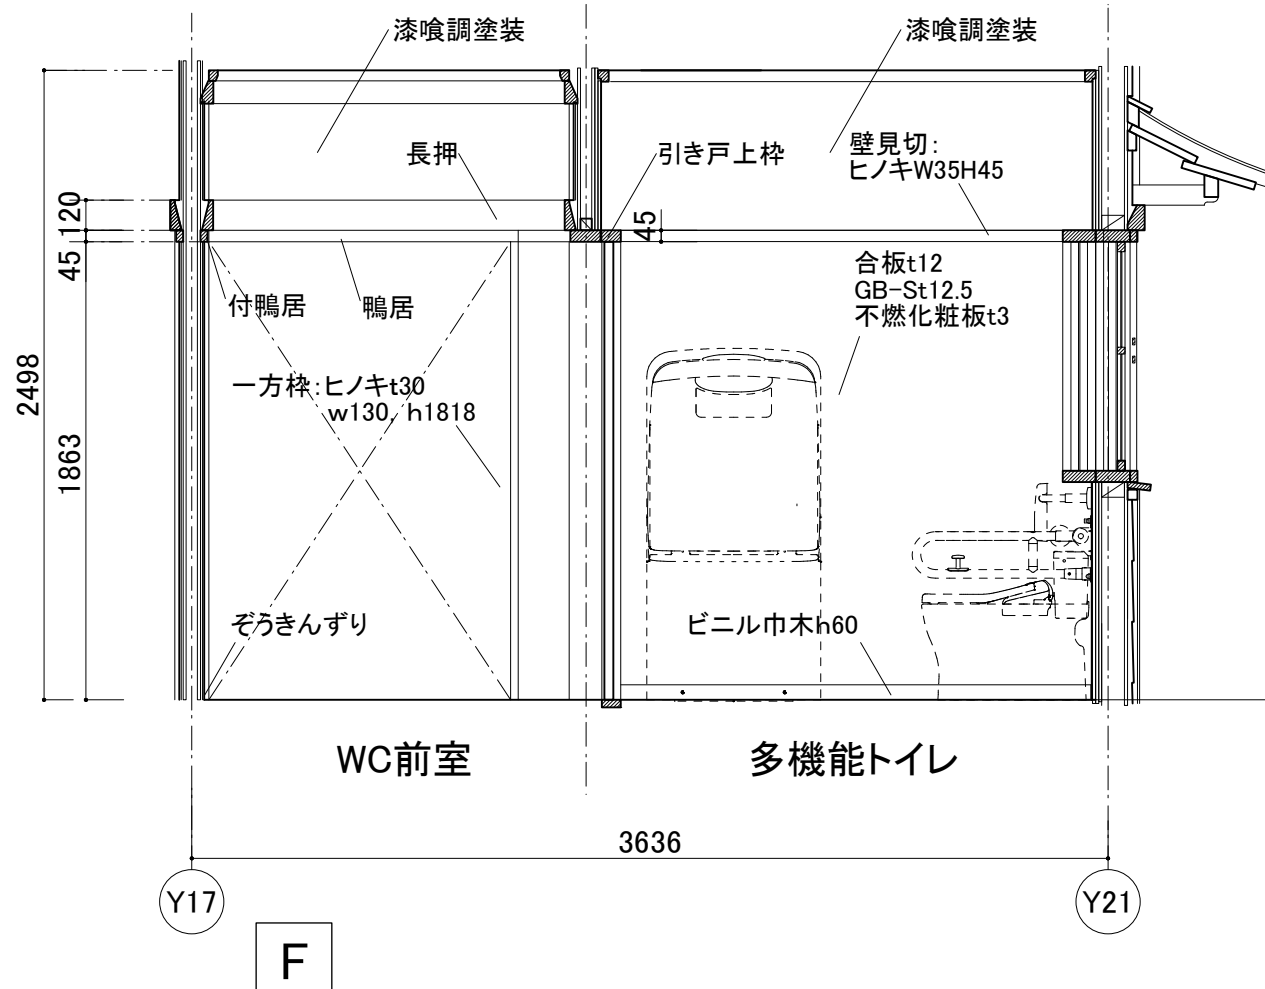 漆喰調塗装
漆喰調塗装
長押
引き戸上枠
壁見切：
ヒノキW35H45
120
45
45
付鴨居
鴨居
合板t12
GB-St12.5
不燃化粧板t3
2498
1863
一方枠：ヒノキt30
w130, h1818
ぞうきんずり
ビニル巾木h60
WC前室
多機能トイレ
3636
Y17
Y21
F